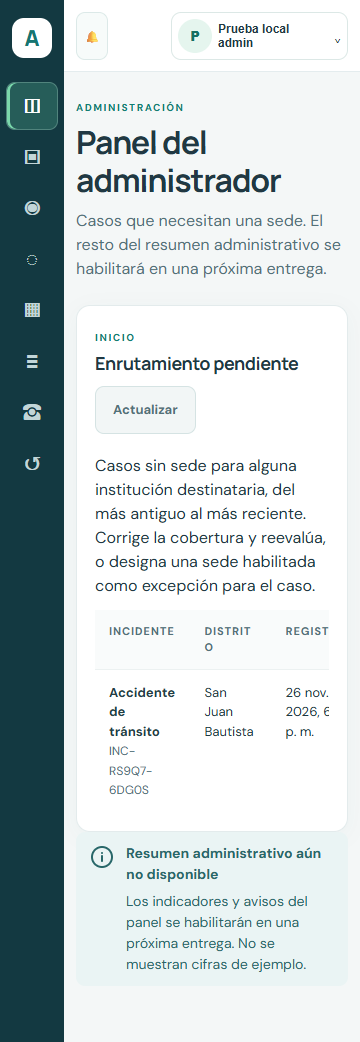 A
P
Prueba local
admin
ADMINISTRACIÓN
Panel del
administrador
Casos que necesitan una sede. El
resto del resumen administrativo se
habilitará en una próxima entrega.
INICIO
Enrutamiento pendiente
Actualizar
Casos sin sede para alguna
institución destinataria, del
más antiguo al más reciente.
Corrige la cobertura y reevalúa,
o designa una sede habilitada
como excepción para el caso.
INCIDENTE DISTRIT REGIST
O
Accidente San 26 nov.
de Juan 2026, 6
tránsito Bautista p. m.
INC-
RS9Q7-
6DG0S
Resumen administrativo aún
no disponible
Los indicadores y avisos del
panel se habilitarán en una
próxima entrega. No se
muestran cifras de ejemplo.